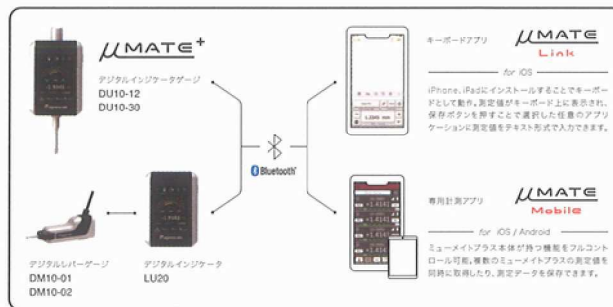 μMATE+
デジタルインジケータゲージ
DU10-12
DU10-30
デジタルレバーゲージ
DM10-01
DM10-02
デジタルインジケータ
LU20
Bluetooth
キーボードアプリ
μMATE
Link
for iOS
iPhone、iPadにインストールすることでキーボー
ドとして動作。測定値がキーボード上に表示され、
保存ボタンを押すことで選択した任意のアプリ
ケーションに測定値をテキスト形式で入力できます。
専用計測アプリ
μMATE
Mobile
for iOS / Android
ミューメイトプラス本体が持つ機能をフルコント
ロール可能。複数のミューメイトプラスの測定値を
同時に取得したり、測定データを保存できます。